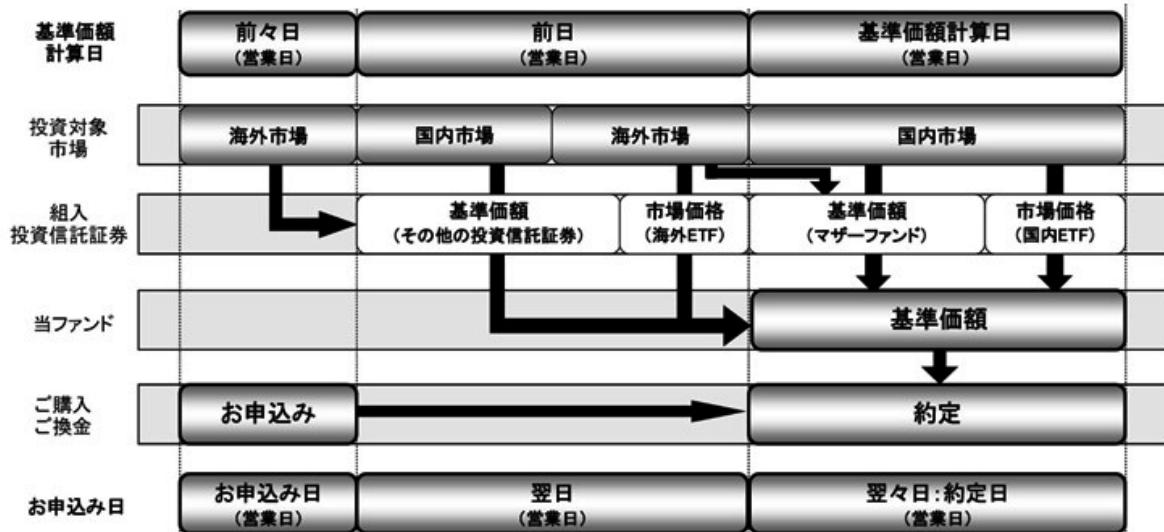 基準価額
計算日
前々日
(営業日)
前日
(営業日)
基準価額計算日
(営業日)
投資対象
市場
海外市場
国内市場
海外市場
国内市場
組入
投資信託証券
基準価額
(その他の投資信託証券)
市場価格
(海外ETF)
基準価額
(マザーファンド)
市場価格
(国内ETF)
当ファンド
基準価額
ご購入
ご換金
お申込み
約定
お申込み日
お申込み日
(営業日)
翌日
(営業日)
翌々日:約定日
(営業日)